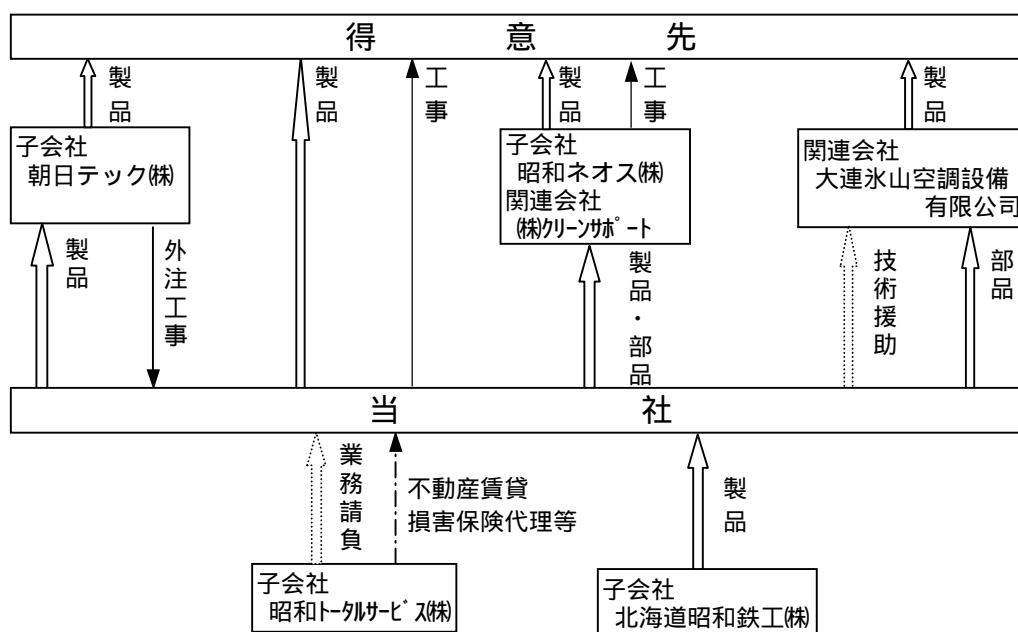 得意先
製品
製品
工事
製品
工事
製品
子会社
朝日テック㈱
子会社
昭和ネオス㈱
関連会社
㈱クリーンサポート
関連会社
大連氷山空調設備
有限公司
製品
外注工事
製品・部品
技術援助
部品
当社
業務請負
不動産賃貸
損害保険代理等
製品
子会社
昭和トータルサービス㈱
子会社
北海道昭和鉄工㈱